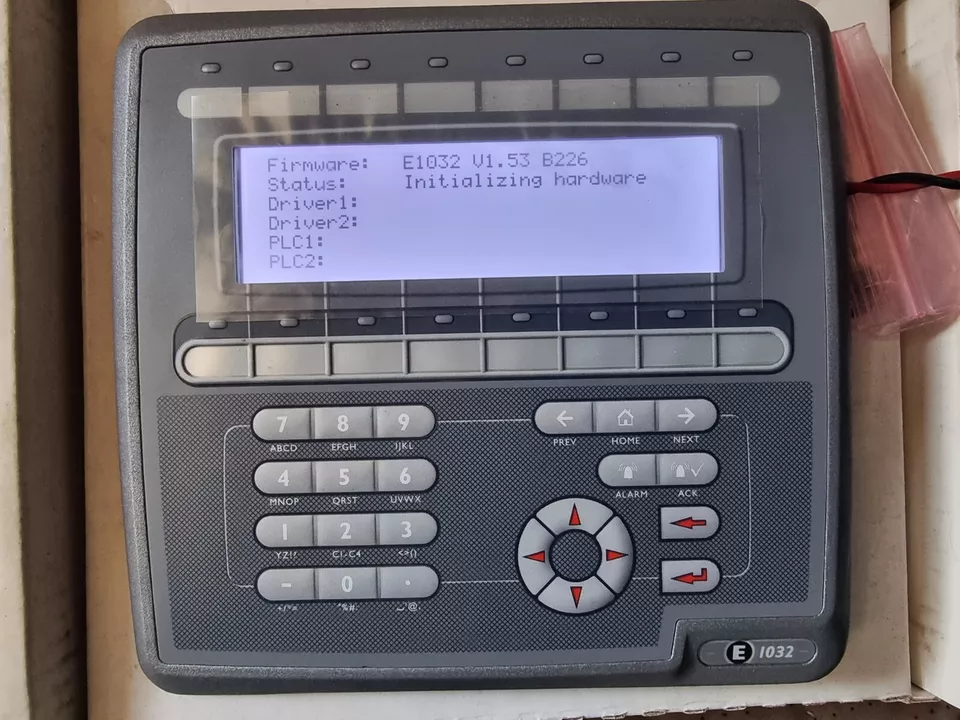 Firmware: E1032 V1.53 B226
Status: Initializing hardware
Driver1:
Driver2:
PLC1:
PLC2:
7 8 9
ABCD EFGH IJKL
4 5 6
MNOP QRST UVWX
1 2 3
YZ!? C1-C4 <>()
- 0 .
+/*= °%# ,'@.
PREV HOME NEXT
ALARM ACK
E 1032